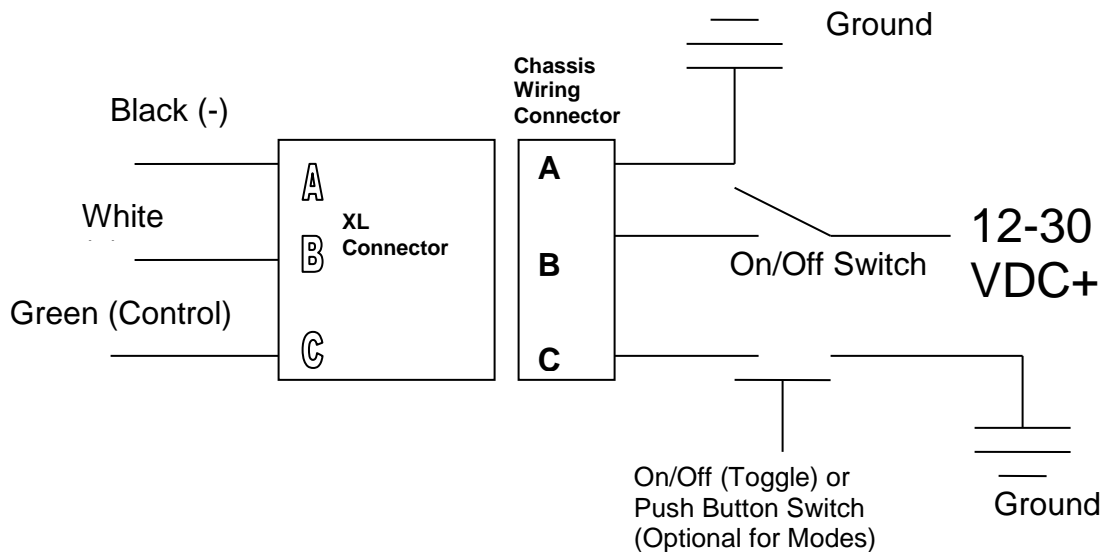 Ground
Chassis
Wiring
Connector
Black (-)
A
A
White
XL
Connector
12-30
VDC+
B
B
On/Off Switch
Green (Control)
C
C
On/Off (Toggle) or
Push Button Switch
(Optional for Modes)
Ground